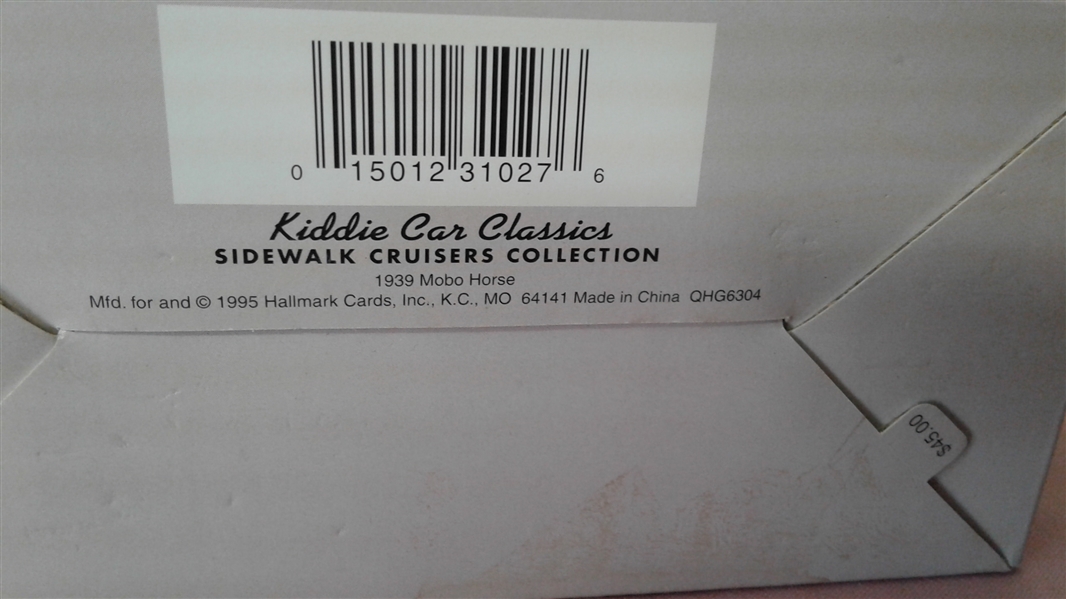 0 15012 31027 6
Kiddie Car Classics
SIDEWALK CRUISERS COLLECTION
1939 Mobo Horse
Mfd. for and © 1995 Hallmark Cards, Inc., K.C., MO 64141 Made in China QHG6304
$45.00